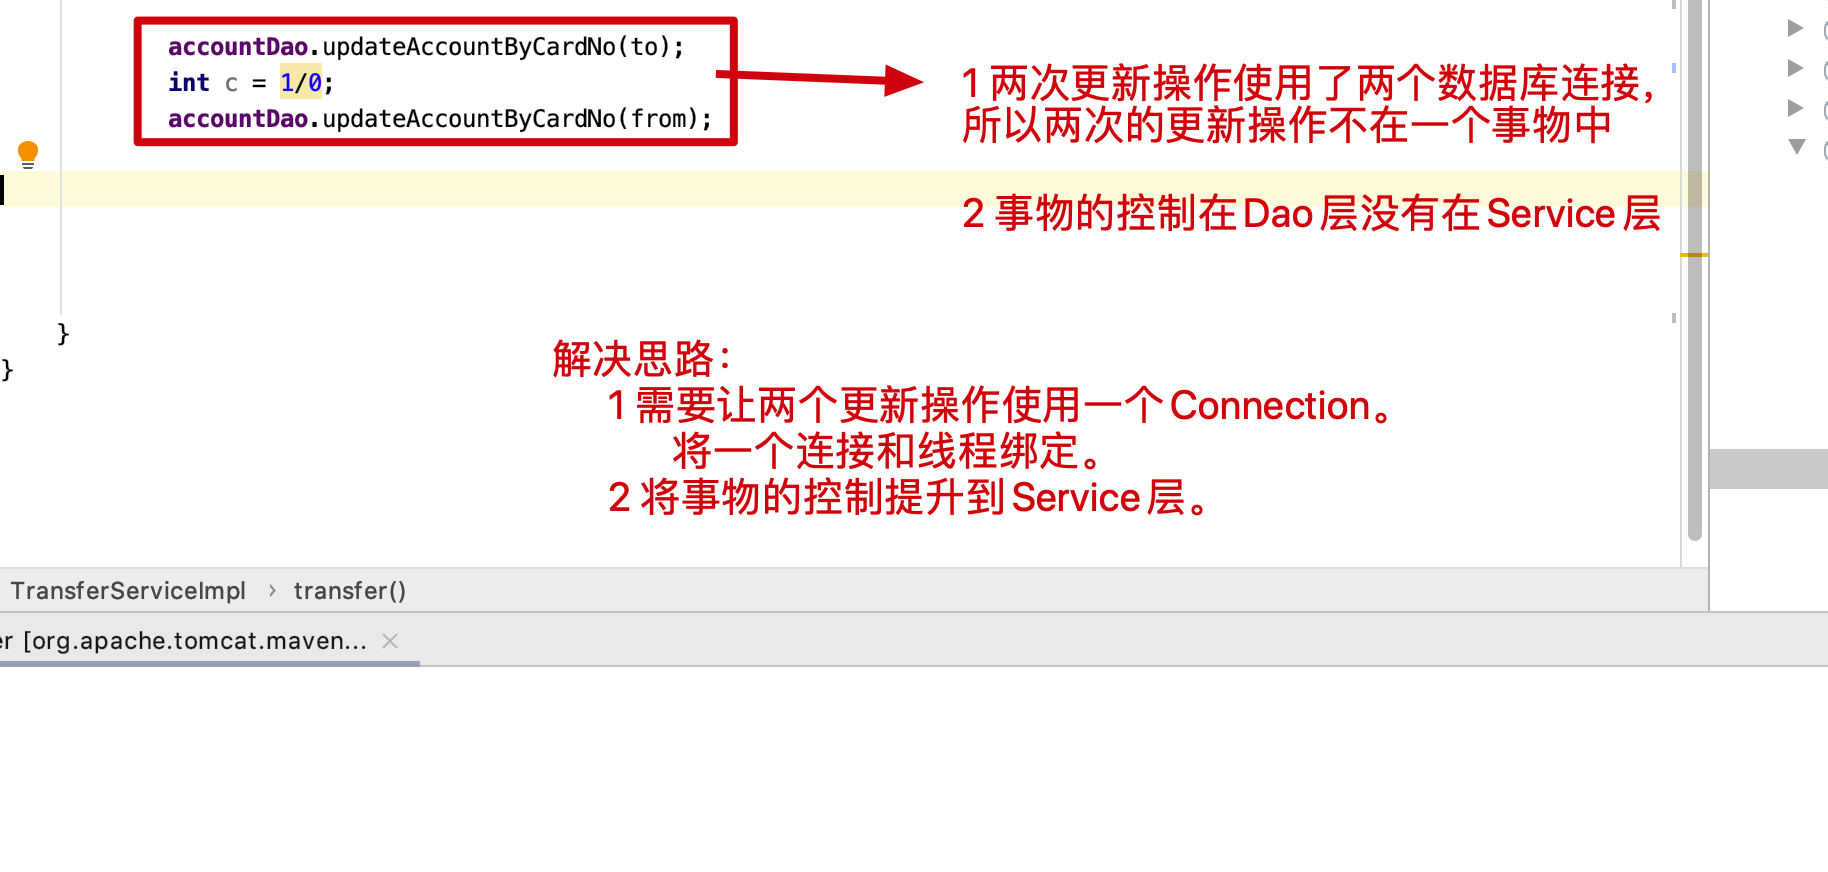 accountDao.updateAccountByCardNo(to);
int c = 1/0;
accountDao.updateAccountByCardNo(from);
1 两次更新操作使用了两个数据库连接，
所以两次的更新操作不在一个事物中
2 事物的控制在Dao层没有在Service层
}
}
解决思路：
1 需要让两个更新操作使用一个Connection。
将一个连接和线程绑定。
2 将事物的控制提升到Service层。
TransferServiceImpl › transfer()
er [org.apache.tomcat.maven...